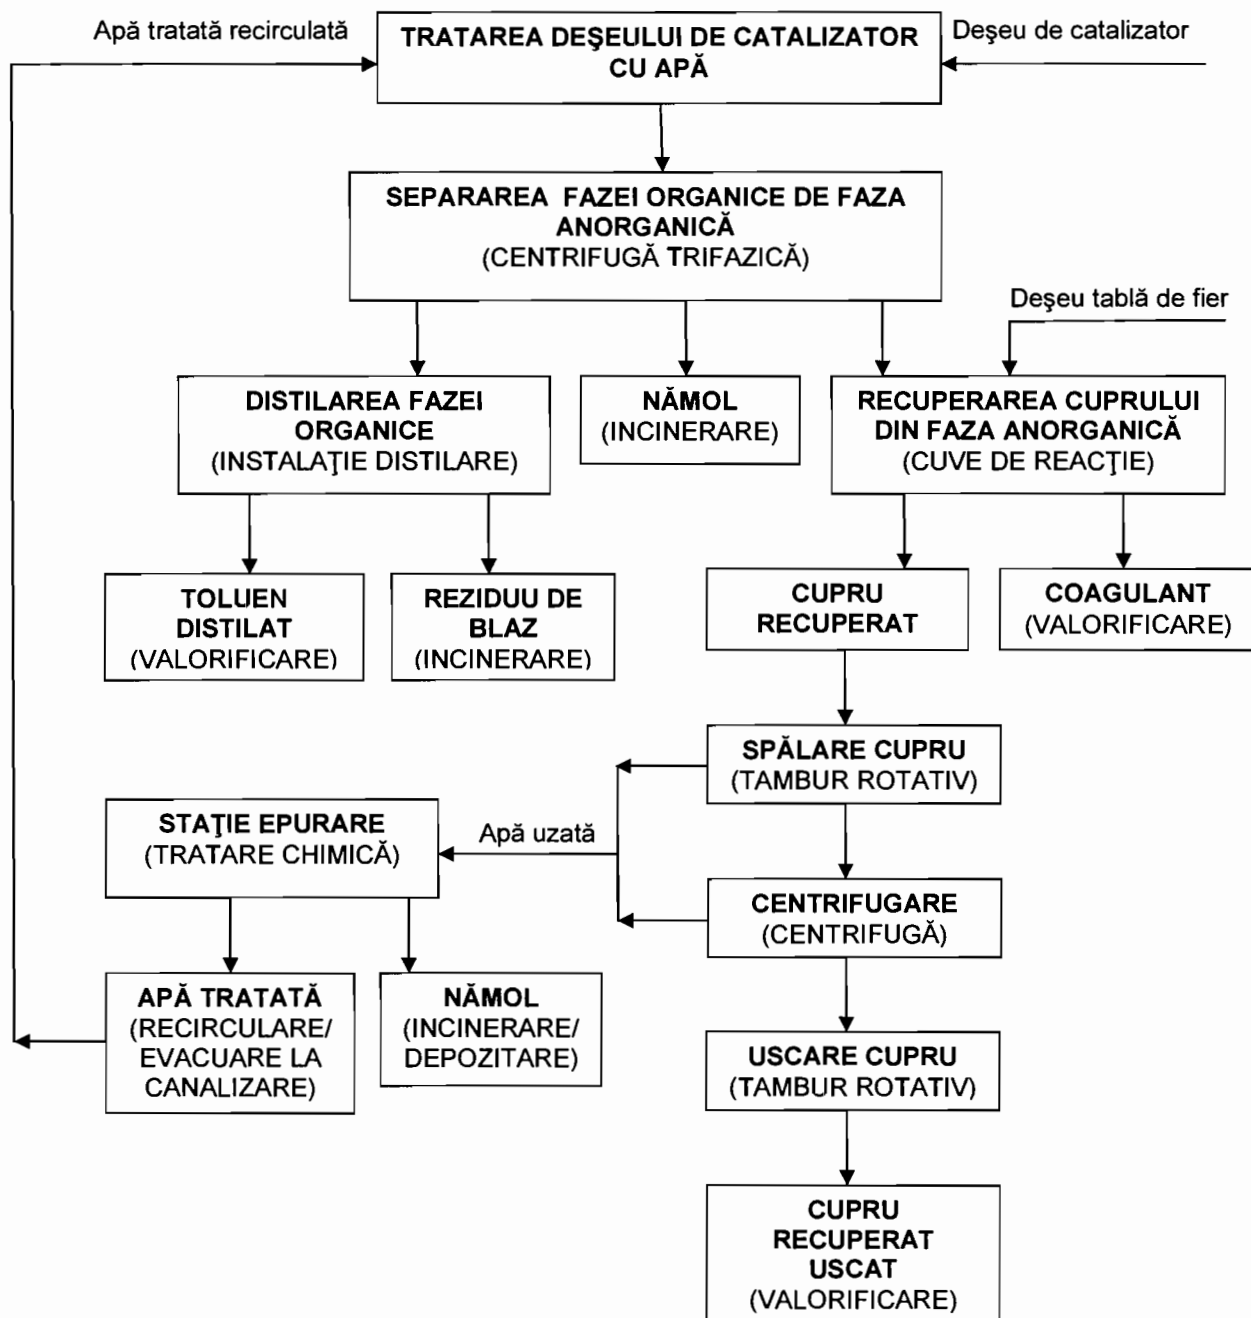 Apă tratată recirculată
TRATAREA DEŞEULUI DE CATALIZATOR
CU APĂ
Deşeu de catalizator
SEPARAREA FAZEI ORGANICE DE FAZA
ANORGANICĂ
(CENTRIFUGĂ TRIFAZICĂ)
Deşeu tablă de fier
DISTILAREA FAZEI
ORGANICE
(INSTALAŢIE DISTILARE)
NĂMOL
(INCINERARE)
RECUPERAREA CUPRULUI
DIN FAZA ANORGANICĂ
(CUVE DE REACŢIE)
TOLUEN
DISTILAT
(VALORIFICARE)
REZIDUU DE
BLAZ
(INCINERARE)
CUPRU
RECUPERAT
COAGULANT
(VALORIFICARE)
SPĂLARE CUPRU
(TAMBUR ROTATIV)
STAŢIE EPURARE
(TRATARE CHIMICĂ)
Apă uzată
CENTRIFUGARE
(CENTRIFUGĂ)
APĂ TRATATĂ
(RECIRCULARE/
EVACUARE LA
CANALIZARE)
NĂMOL
(INCINERARE/
DEPOZITARE)
USCARE CUPRU
(TAMBUR ROTATIV)
CUPRU
RECUPERAT
USCAT
(VALORIFICARE)